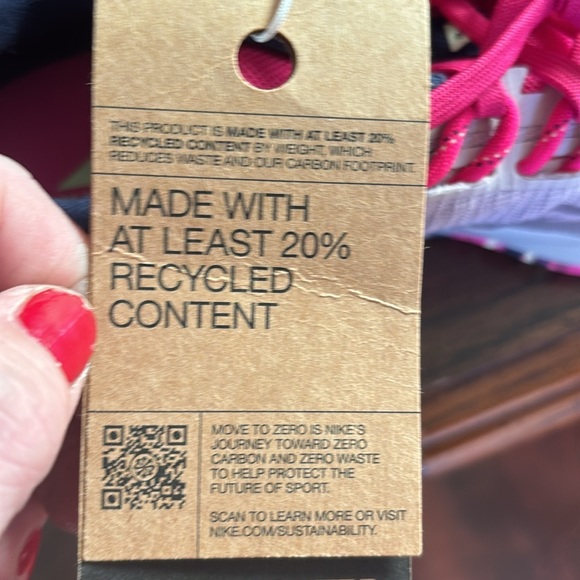 THIS PRODUCT IS MADE WITH AT LEAST 20%
RECYCLED CONTENT BY WEIGHT, WHICH
REDUCES WASTE AND OUR CARBON FOOTPRINT.
MADE WITH
AT LEAST 20%
RECYCLED
CONTENT
MOVE TO ZERO IS NIKE'S
JOURNEY TOWARD ZERO
CARBON AND ZERO WASTE
TO HELP PROTECT THE
FUTURE OF SPORT.
SCAN TO LEARN MORE OR VISIT
NIKE.COM/SUSTAINABILITY.